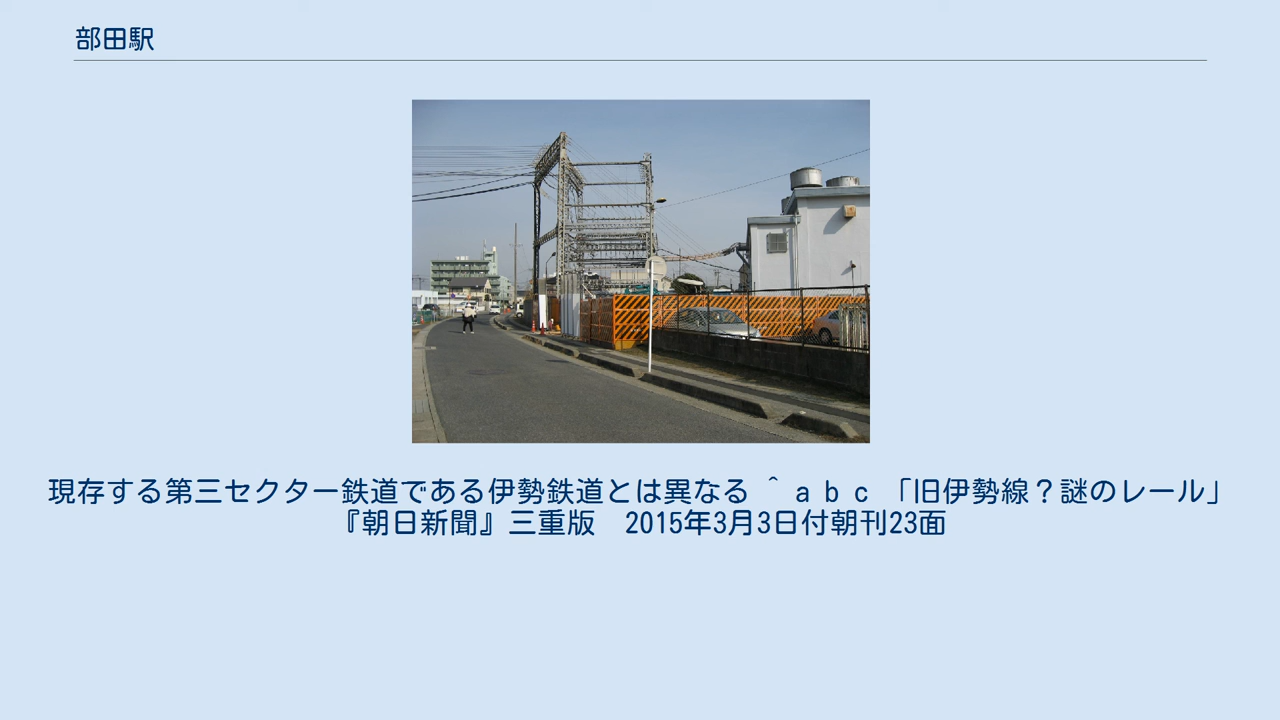 部田駅
現存する第三セクター鉄道である伊勢鉄道とは異なる ＾ ａ ｂ ｃ 「旧伊勢線？謎のレール」
『朝日新聞』三重版　2015年3月3日付朝刊23面